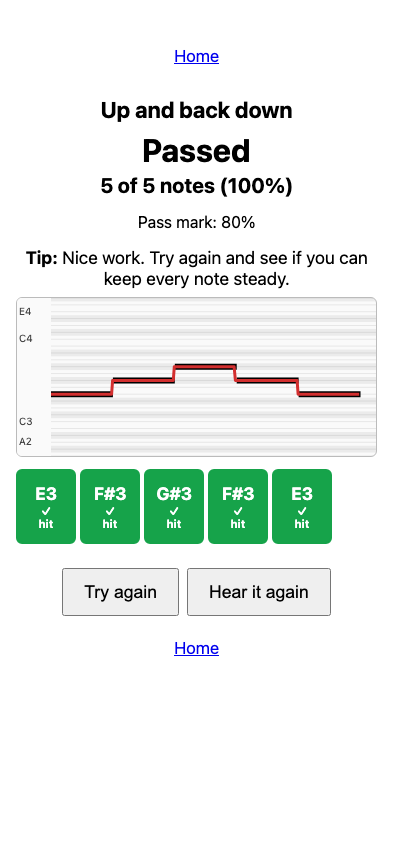 Home
Up and back down
Passed
5 of 5 notes (100%)
Pass mark: 80%
Tip: Nice work. Try again and see if you can
keep every note steady.
E4
C4
C3
A2
E3 F#3 G#3 F#3 E3
✓ ✓ ✓ ✓ ✓
hit hit hit hit hit
Try again Hear it again
Home